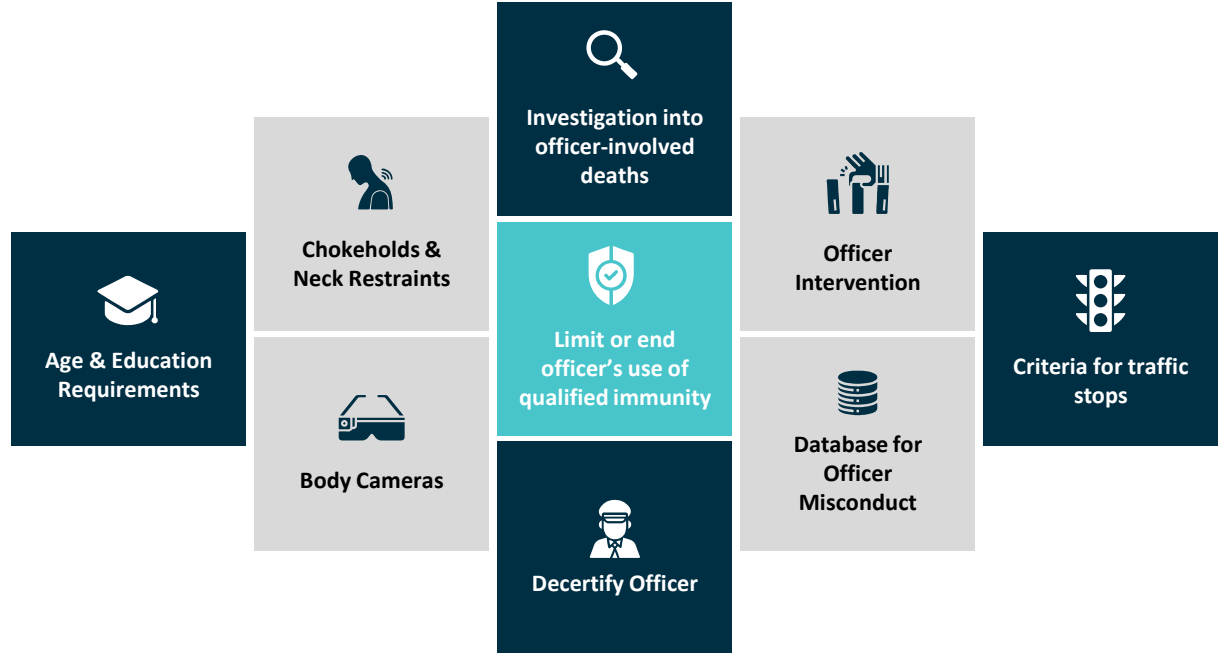 Investigation into
officer-involved
deaths
Chokeholds &
Neck Restraints
Officer
Intervention
Age & Education
Requirements
Limit or end
officer’s use of
qualified immunity
Criteria for traffic
stops
Body Cameras
Database for
Officer
Misconduct
Decertify Officer